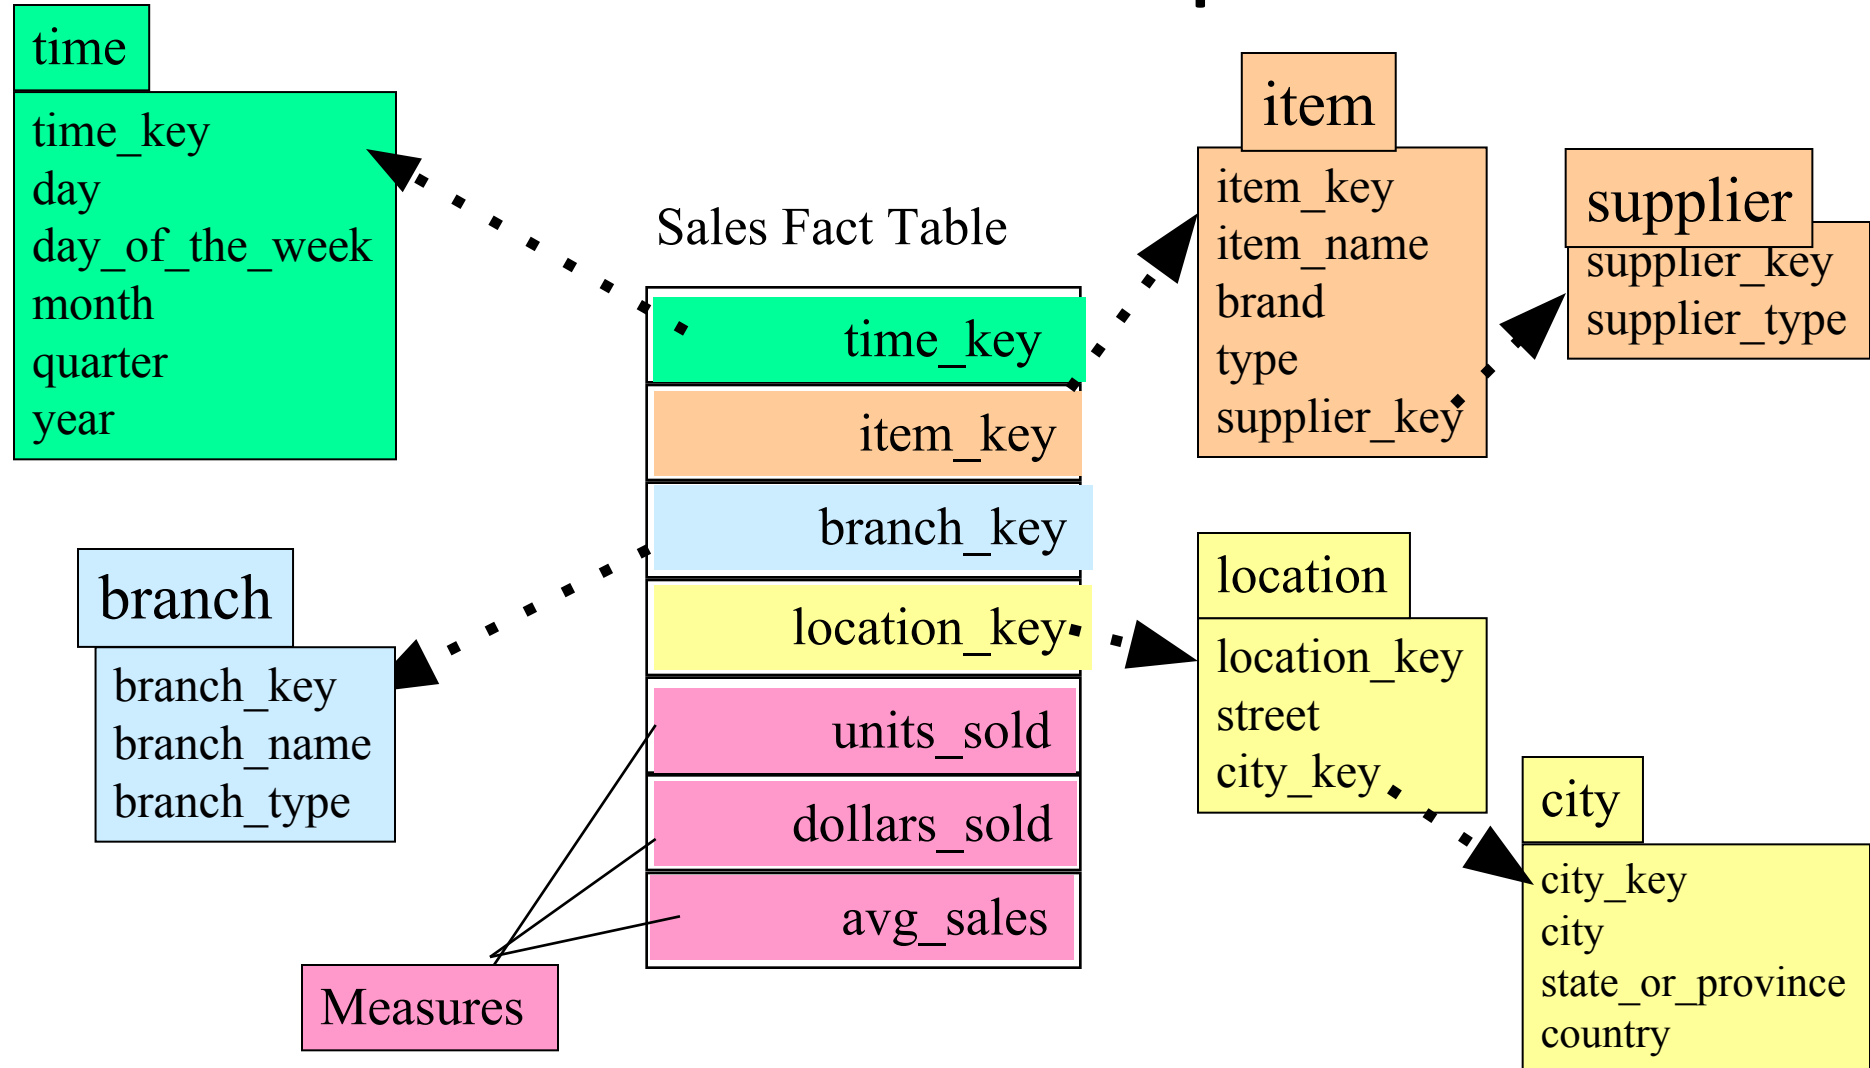 time
time_key
day
day_of_the_week
month
quarter
year
Sales Fact Table
time_key
item_key
branch_key
location_key
units_sold
dollars_sold
avg_sales
Measures
branch
branch_key
branch_name
branch_type
item
item_key
item_name
brand
type
supplier_key
supplier
supplier_key
supplier_type
location
location_key
street
city_key
city
city_key
city
state_or_province
country